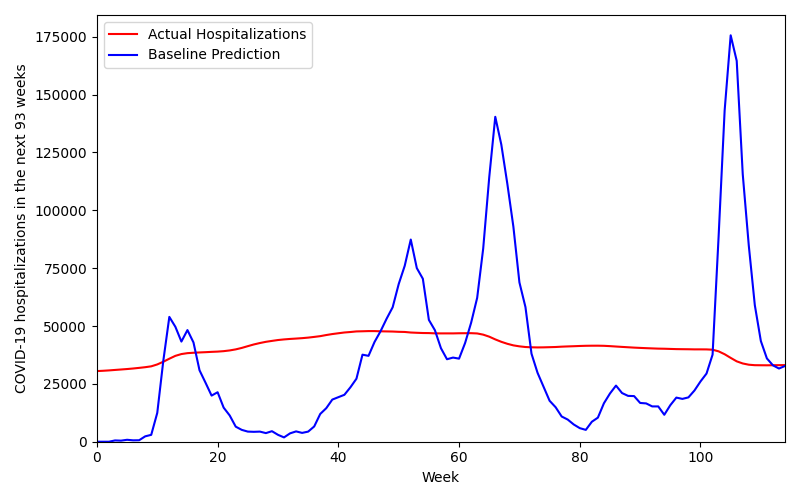 Actual Hospitalizations
Baseline Prediction
COVID-19 hospitalizations in the next 93 weeks
175000
150000
125000
100000
75000
50000
25000
0
0 20 40 60 80 100
Week